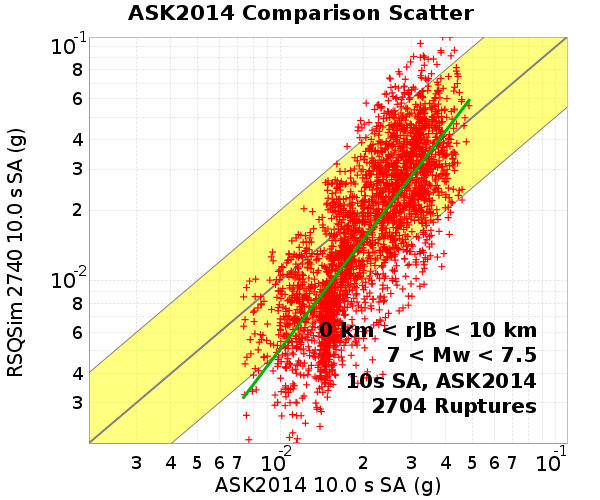 ASK2014 Comparison Scatter
RSQSim 2740 10.0 s SA (g)
10-1
8
6
4
3
2
10-2
8
6
4
3
0 km < rJB < 10 km
7 < Mw < 7.5
10s SA, ASK2014
2704 Ruptures
3 4 5 6 7 10-2 2 3 4 5 6 7 10-1
ASK2014 10.0 s SA (g)